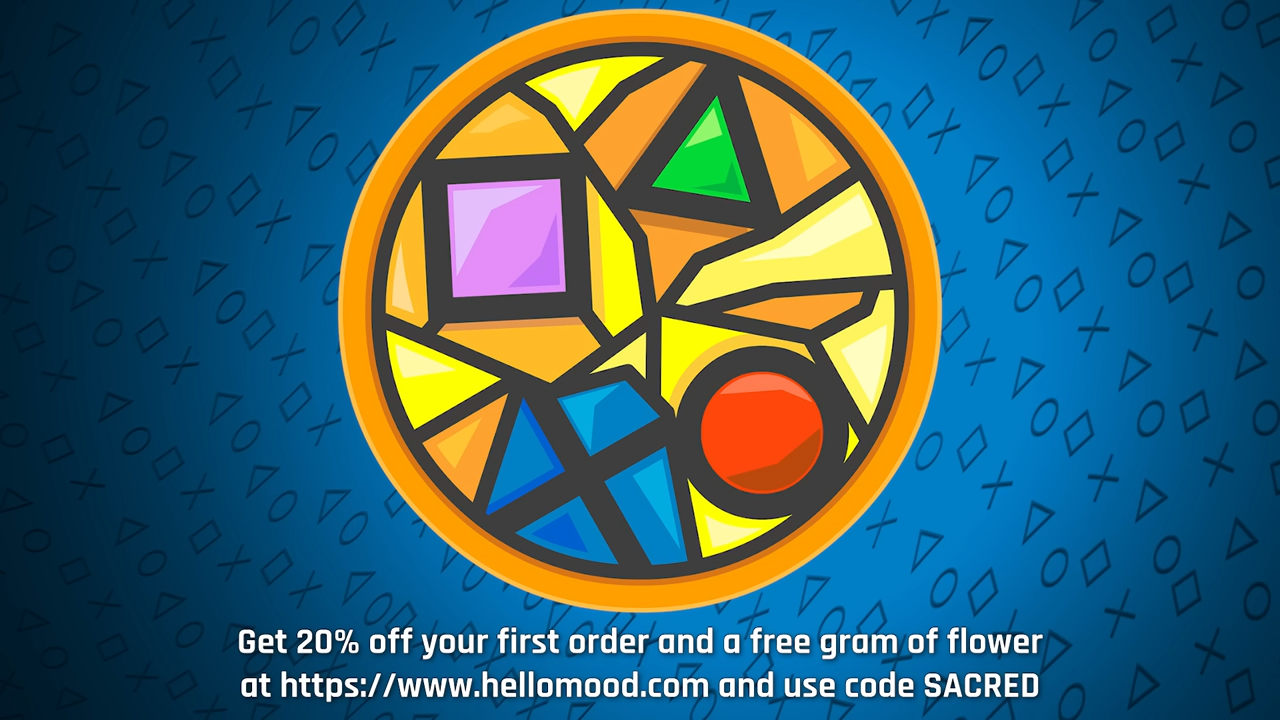 Get 20% off your first order and a free gram of flower
at https://www.hellomood.com and use code SACRED